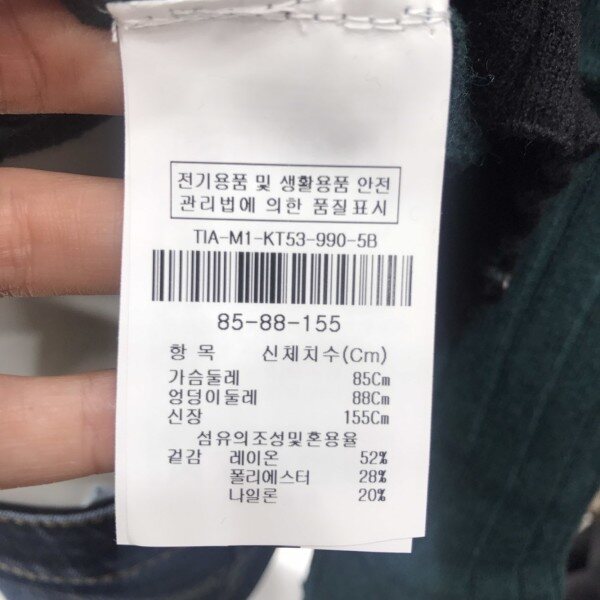 전기용품 및 생활용품 안전
관리법에 의한 품질표시
TIA-M1-KT53-990-5B
85-88-155
항 목 신체치수(Cm)
가슴둘레 85Cm
엉덩이둘레 88Cm
신장 155Cm
섬유의조성및혼용율
겉감 레이온 52%
폴리에스터 28%
나일론 20%